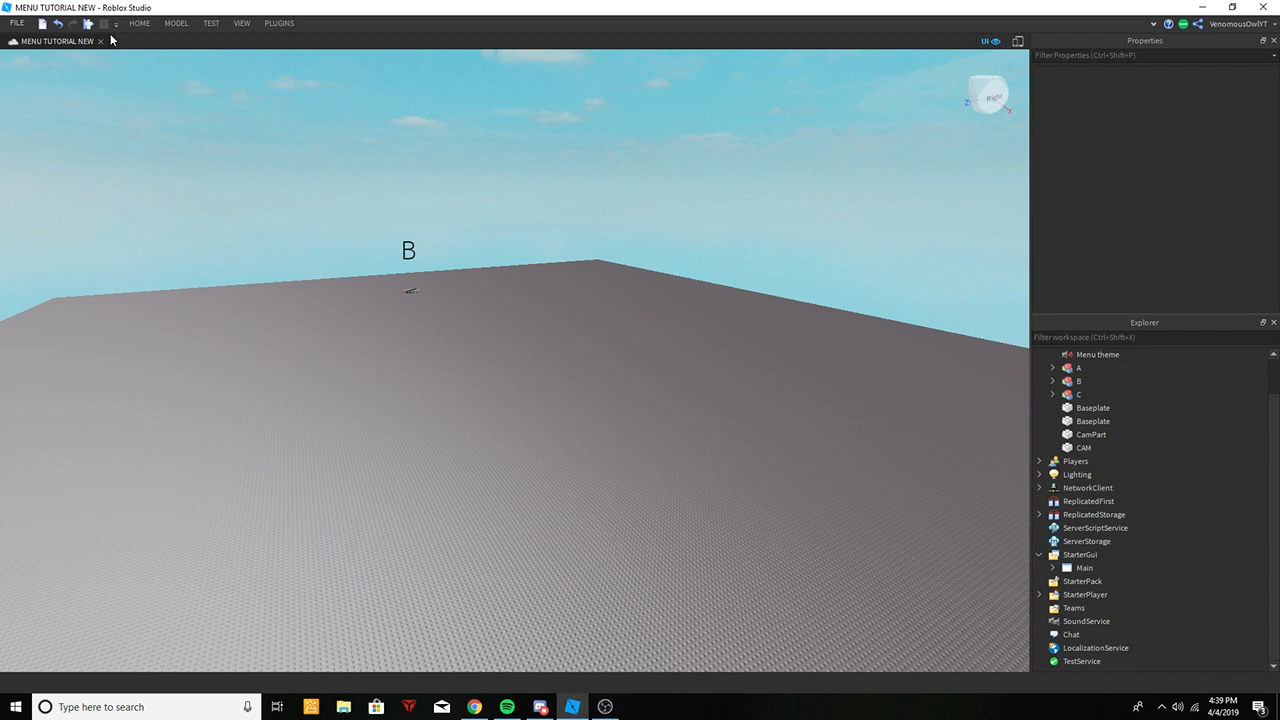 MENU TUTORIAL NEW - Roblox Studio
FILE HOME MODEL TEST VIEW PLUGINS VenomousOwlYT
MENU TUTORIAL NEW UI Properties
Filter Properties (Ctrl+Shift+P)
Right
Z X
B
Explorer
Filter workspace (Ctrl+Shift+X)
Menu theme
A
B
C
Baseplate
Baseplate
CamPart
CAM
Players
Lighting
NetworkClient
ReplicatedFirst
ReplicatedStorage
ServerScriptService
ServerStorage
StarterGui
Main
StarterPack
StarterPlayer
Teams
SoundService
Chat
LocalizationService
TestService
Type here to search
4:39 PM
4/4/2019
3